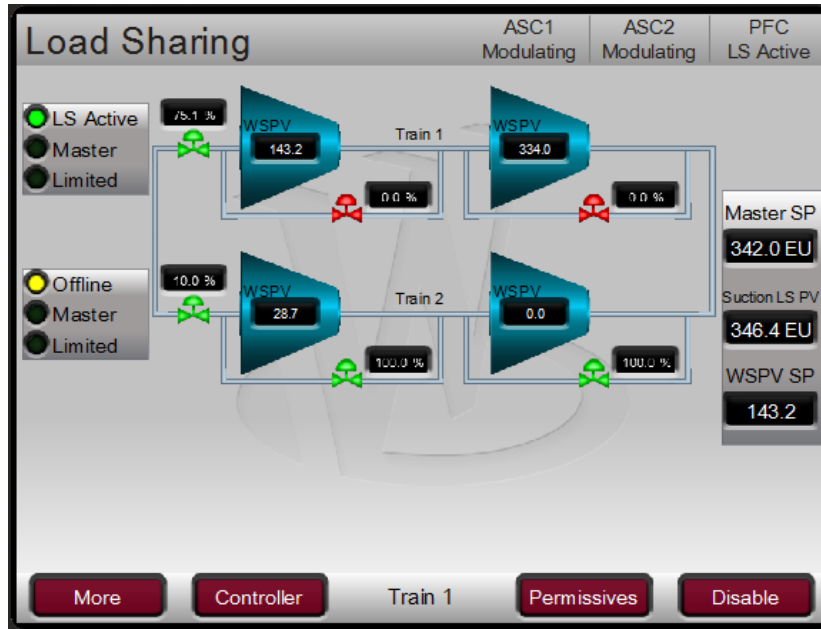 Load Sharing
ASC1
Modulating
ASC2
Modulating
PFC
LS Active
LS Active
Master
Limited
75.1 %
WSPV
143.2
Train 1
WSPV
334.0
0.0 %
0.0 %
Offline
Master
Limited
10.0 %
WSPV
28.7
Train 2
WSPV
0.0
100.0 %
100.0 %
Master SP
342.0 EU
Suction LS PV
346.4 EU
WSPV SP
143.2
More
Controller
Train 1
Permissives
Disable